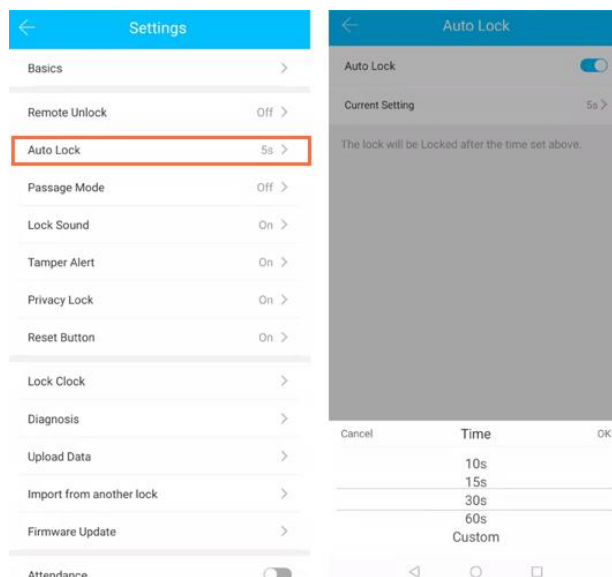 Settings
Basics
Remote Unlock Off
Auto Lock 5s
Passage Mode Off
Lock Sound On
Tamper Alert On
Privacy Lock On
Reset Button On
Lock Clock
Diagnosis
Upload Data
Import from another lock
Firmware Update
Attendance
Auto Lock
Auto Lock
Current Setting 5s
The lock will be Locked after the time set above.
Cancel Time OK
10s
15s
30s
60s
Custom